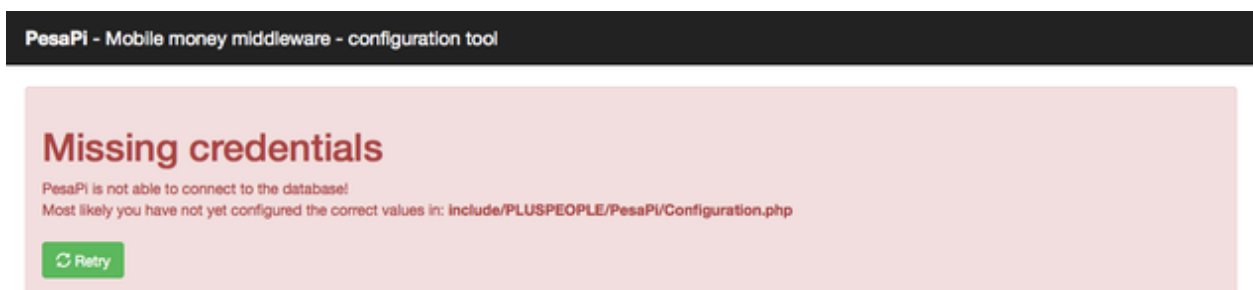 PesaPi - Mobile money middleware - configuration tool
Missing credentials
PesaPi is not able to connect to the database!
Most likely you have not yet configured the correct values in: include/PLUSPEOPLE/PesaPi/Configuration.php
Retry